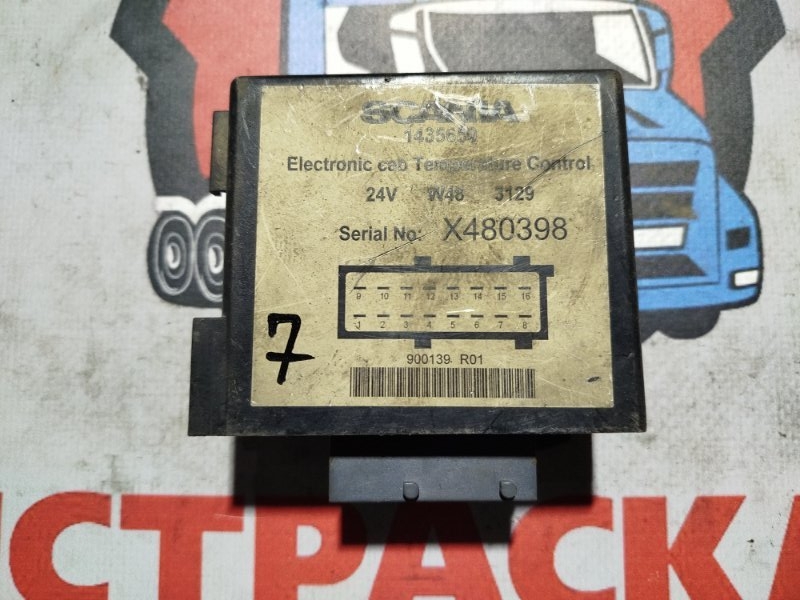 SCANIA
1435650
Electronic cab Temperature Control
24V W48 3129
Serial No: X480398
9 10 11 12 13 14 15 16
1 2 3 4 5 6 7 8
7
900139 R01
ИСТРАСКА